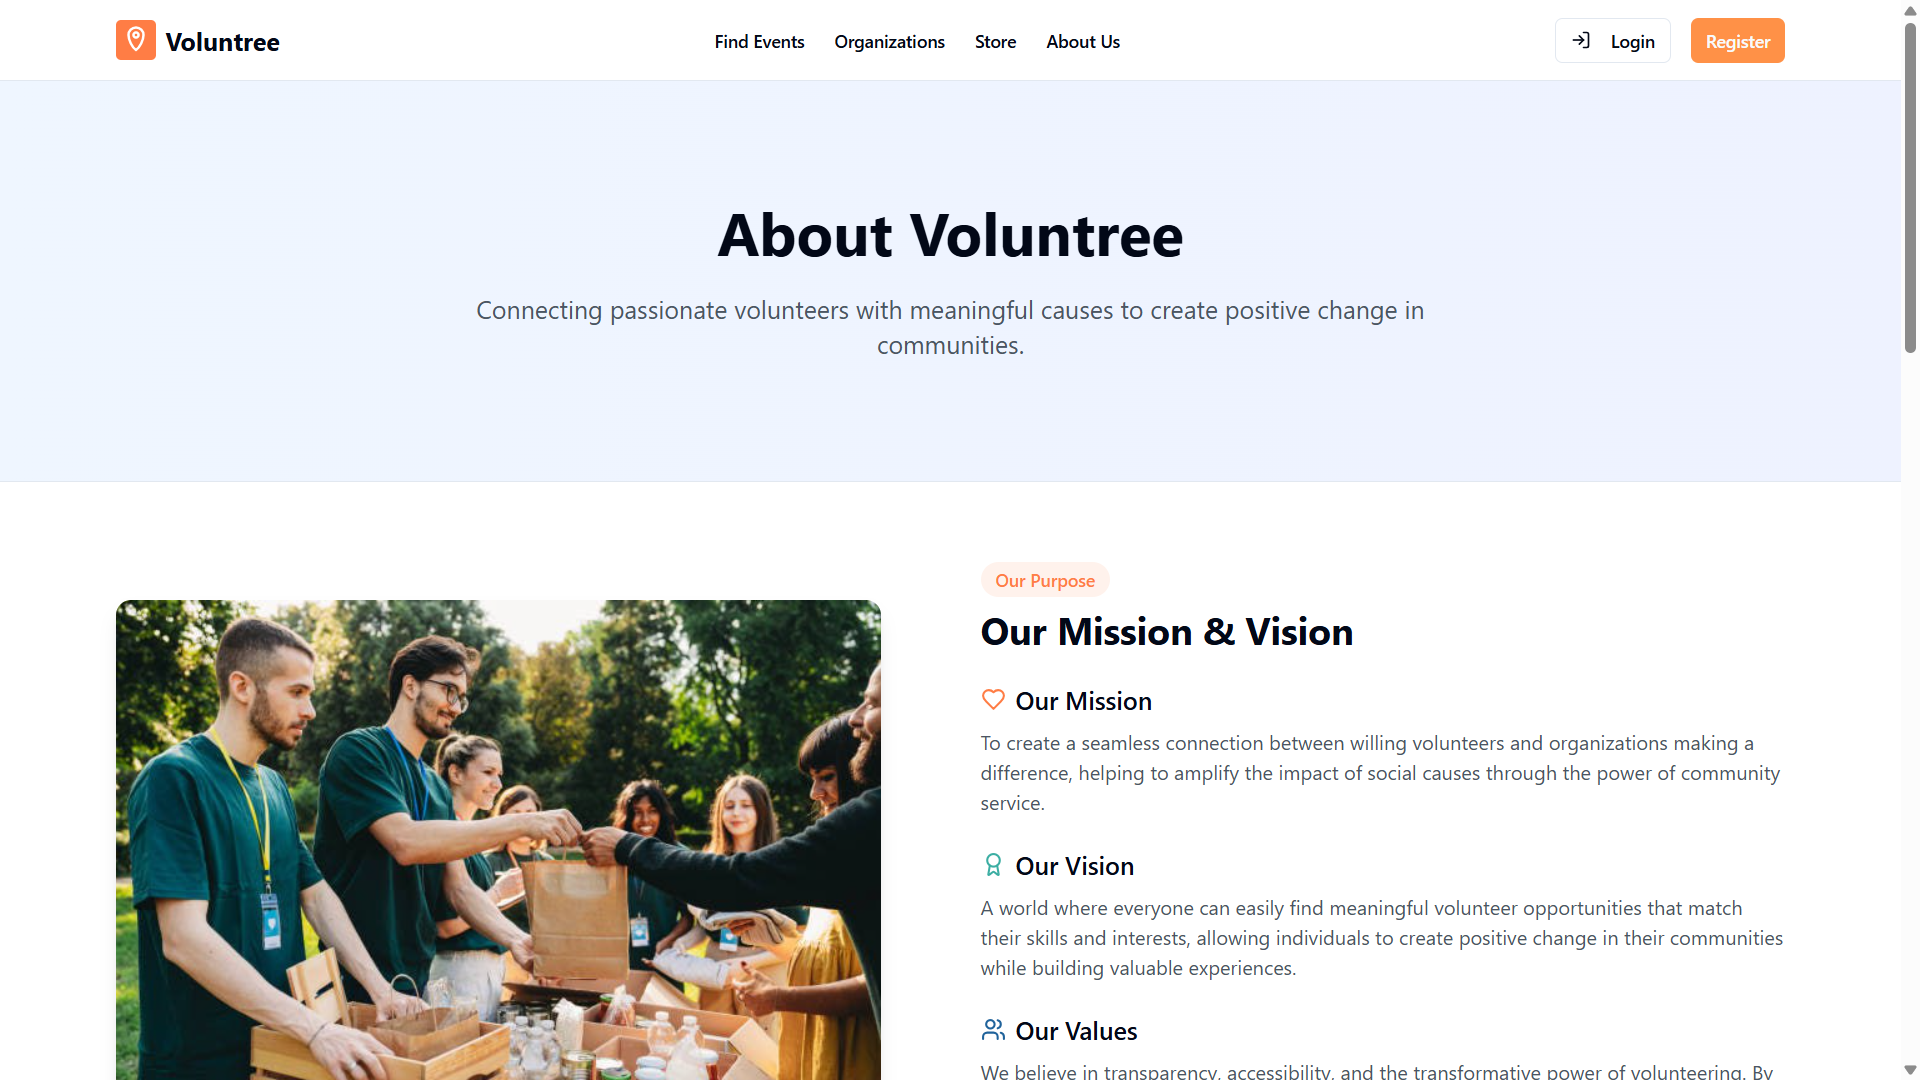 Voluntree
Find Events
Organizations
Store
About Us
Login
Register
About Voluntree
Connecting passionate volunteers with meaningful causes to create positive change in
communities.
Our Purpose
Our Mission & Vision
Our Mission
To create a seamless connection between willing volunteers and organizations making a
difference, helping to amplify the impact of social causes through the power of community
service.
Our Vision
A world where everyone can easily find meaningful volunteer opportunities that match
their skills and interests, allowing individuals to create positive change in their communities
while building valuable experiences.
Our Values
We believe in transparency, accessibility, and the transformative power of volunteering. By